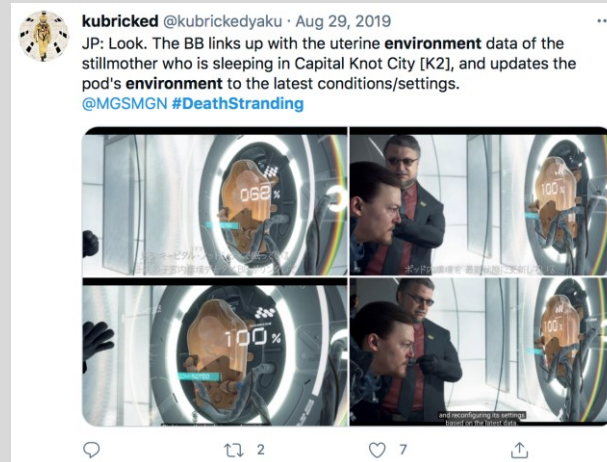 kubricked @kubrickedyaku · Aug 29, 2019
JP: Look. The BB links up with the uterine environment data of the
stillmother who is sleeping in Capital Knot City [K2], and updates the
pod's environment to the latest conditions/settings.
@MGSMGN #DeathStranding
068%
100%
100%
100%
and reconfiguring its settings
based on the latest data.
2
7